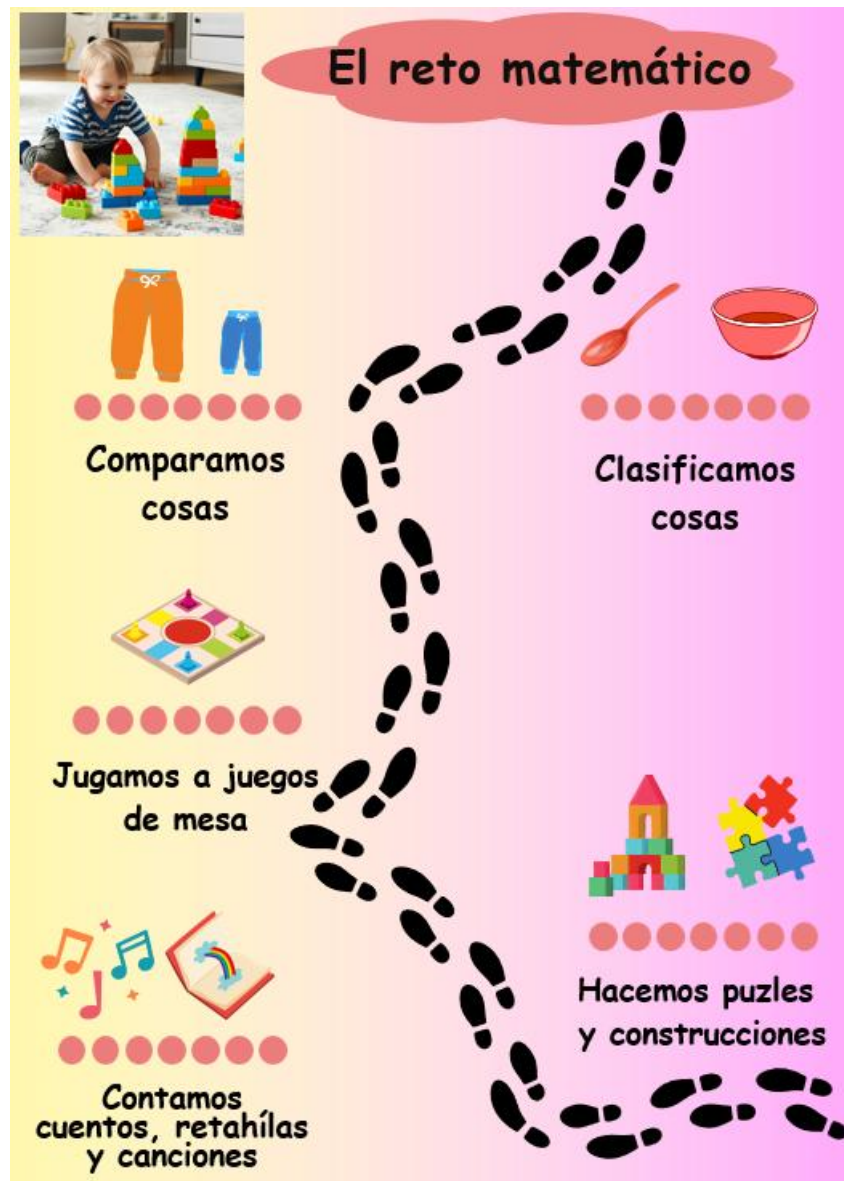 El reto matemático
Comparamos
cosas
Clasificamos
cosas
Jugamos a juegos
de mesa
Hacemos puzles
y construcciones
Contamos
cuentos, retahílas
y canciones